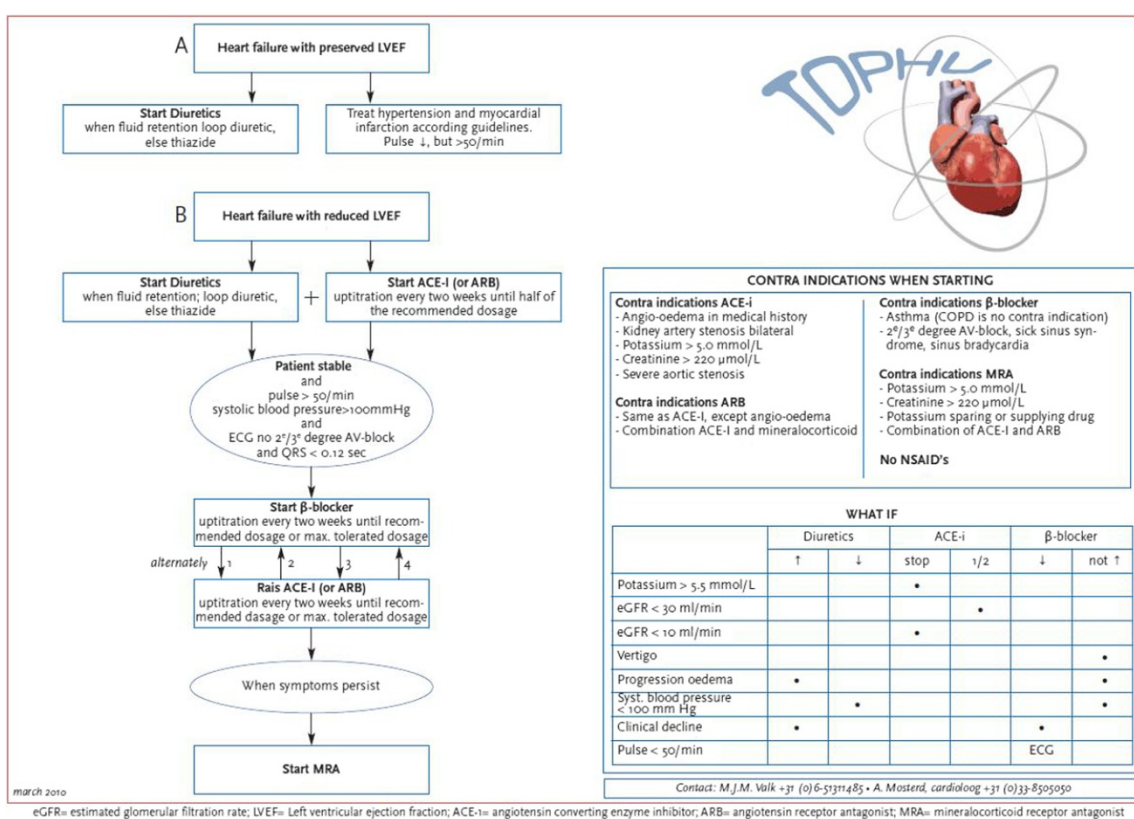 A
Heart failure with preserved LVEF
Start Diuretics
when fluid retention loop diuretic,
else thiazide
Treat hypertension and myocardial
infarction according guidelines.
Pulse ↓, but >50/min
B
Heart failure with reduced LVEF
Start Diuretics
when fluid retention; loop diuretic,
else thiazide
+
Start ACE-I (or ARB)
uptitration every two weeks until half of
the recommended dosage
Patient stable
and
pulse > 50/min
systolic blood pressure>100mmHg
and
ECG no 2ᵉ/3ᵉ degree AV-block
and QRS < 0.12 sec
Start β-blocker
uptitration every two weeks until recom-
mended dosage or max. tolerated dosage
alternately 1 2 3 4
Rais ACE-I (or ARB)
uptitration every two weeks until recom-
mended dasage or max. tolerated dosage
When symptoms persist
Start MRA
march 2010
TOPHU
CONTRA INDICATIONS WHEN STARTING
Contra indications ACE-i
- Angio-oedema in medical history
- Kidney artery stenosis bilateral
- Potassium > 5.0 mmol/L
- Creatinine > 220 µmol/L
- Severe aortic stenosis
Contra indications ARB
- Same as ACE-I, except angio-oedema
- Combination ACE-I and mineralocorticoid
Contra indications β-blocker
- Asthma (COPD is no contra indication)
- 2ᵉ/3ᵉ degree AV-block, sick sinus syn-
drome, sinus bradycardia
Contra indications MRA
- Potassium > 5.0 mmol/L
- Creatinine > 220 µmol/L
- Potassium sparing or supplying drug
- Combination of ACE-I and ARB
No NSAID's
WHAT IF
Diuretics ACE-i β-blocker
↑ ↓ stop 1/2 ↓ not ↑
Potassium > 5.5 mmol/L •
eGFR < 30 ml/min •
eGFR < 10 ml/min •
Vertigo •
Progression oedema • •
Syst. blood pressure
< 100 mm Hg • •
Clinical decline • •
Pulse < 50/min ECG
Contact: M.J.M. Valk +31 (0)6-51311485 • A. Mosterd, cardioloog +31 (0)33-8505050
eGFR= estimated glomerular filtration rate; LVEF= Left ventricular ejection fraction; ACE-1= angiotensin converting enzyme inhibitor; ARB= angiotensin receptor antagonist; MRA= mineralocorticoid receptor antagonist